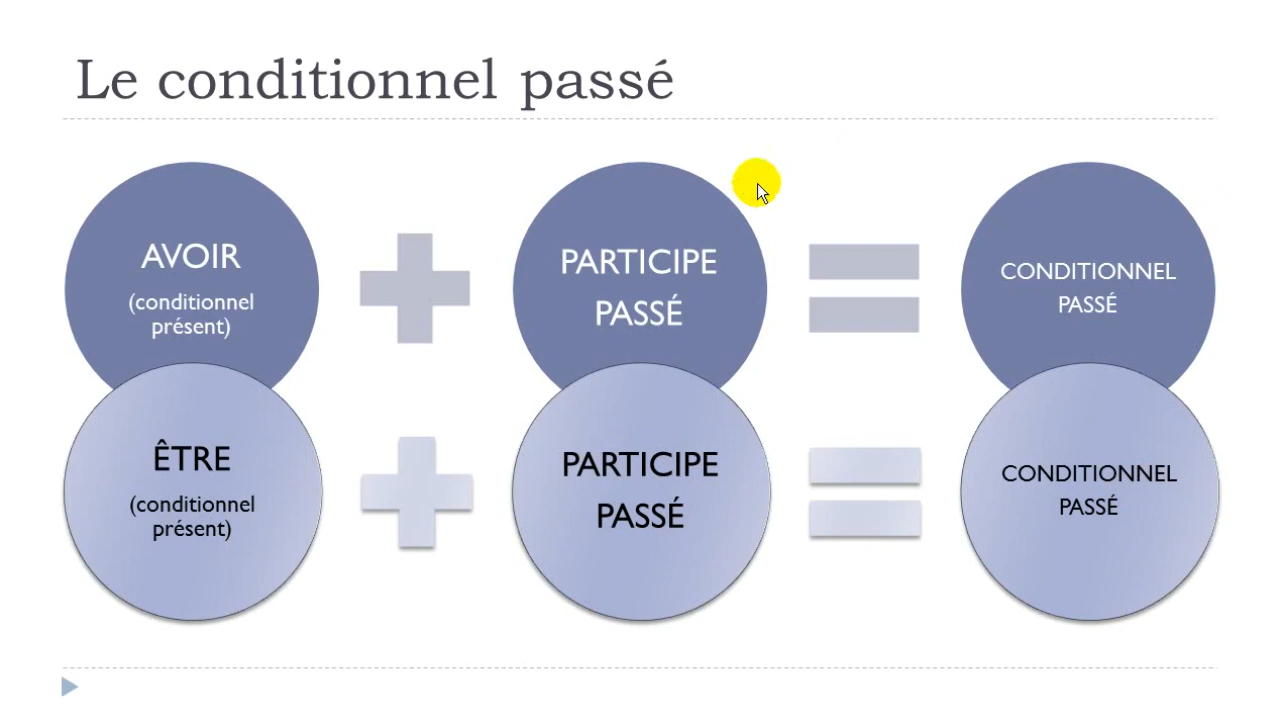 Le conditionnel passé
AVOIR
(conditionnel
présent)
PARTICIPE
PASSÉ
CONDITIONNEL
PASSÉ
ÊTRE
(conditionnel
présent)
PARTICIPE
PASSÉ
CONDITIONNEL
PASSÉ